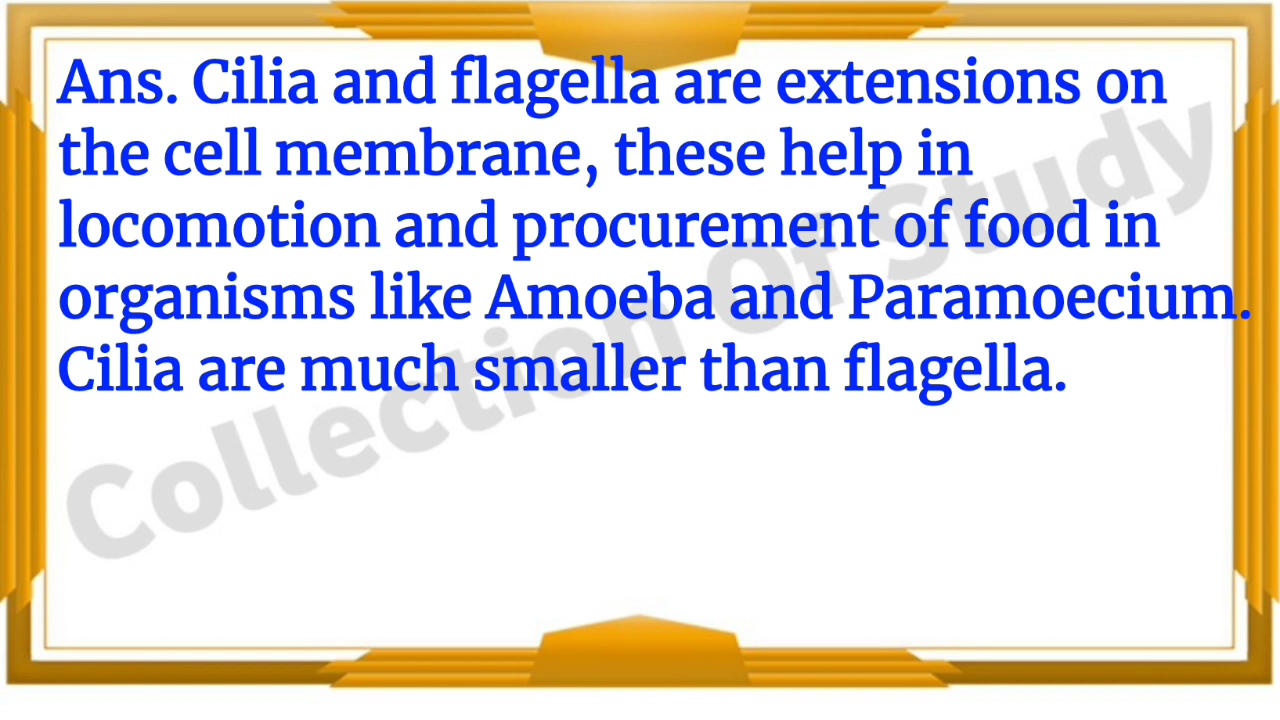 Ans. Cilia and flagella are extensions on
the cell membrane, these help in
locomotion and procurement of food in
organisms like Amoeba and Paramoecium.
Cilia are much smaller than flagella.
Collection Of Study